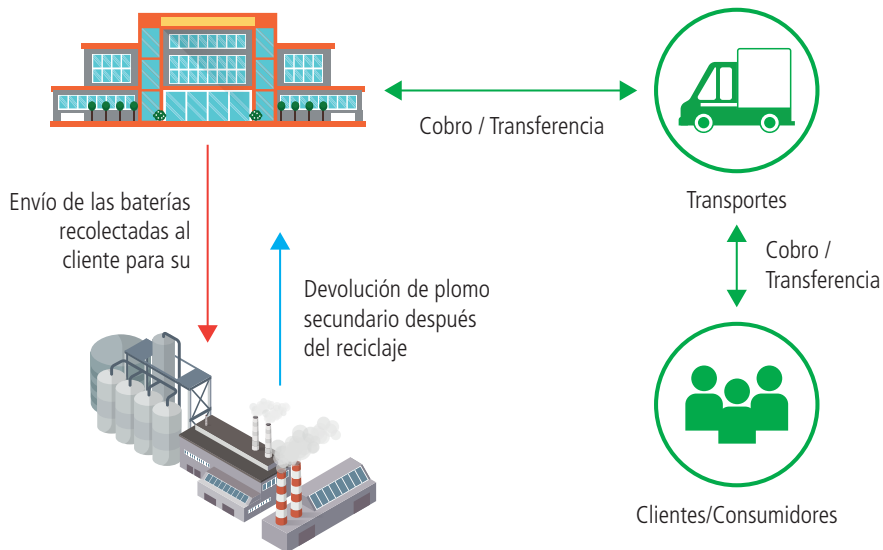 Cobro / Transferencia
Transportes
Envío de las baterías
recolectadas al
cliente para su
Cobro /
Transferencia
Devolución de plomo
secundario después
del reciclaje
Clientes/Consumidores